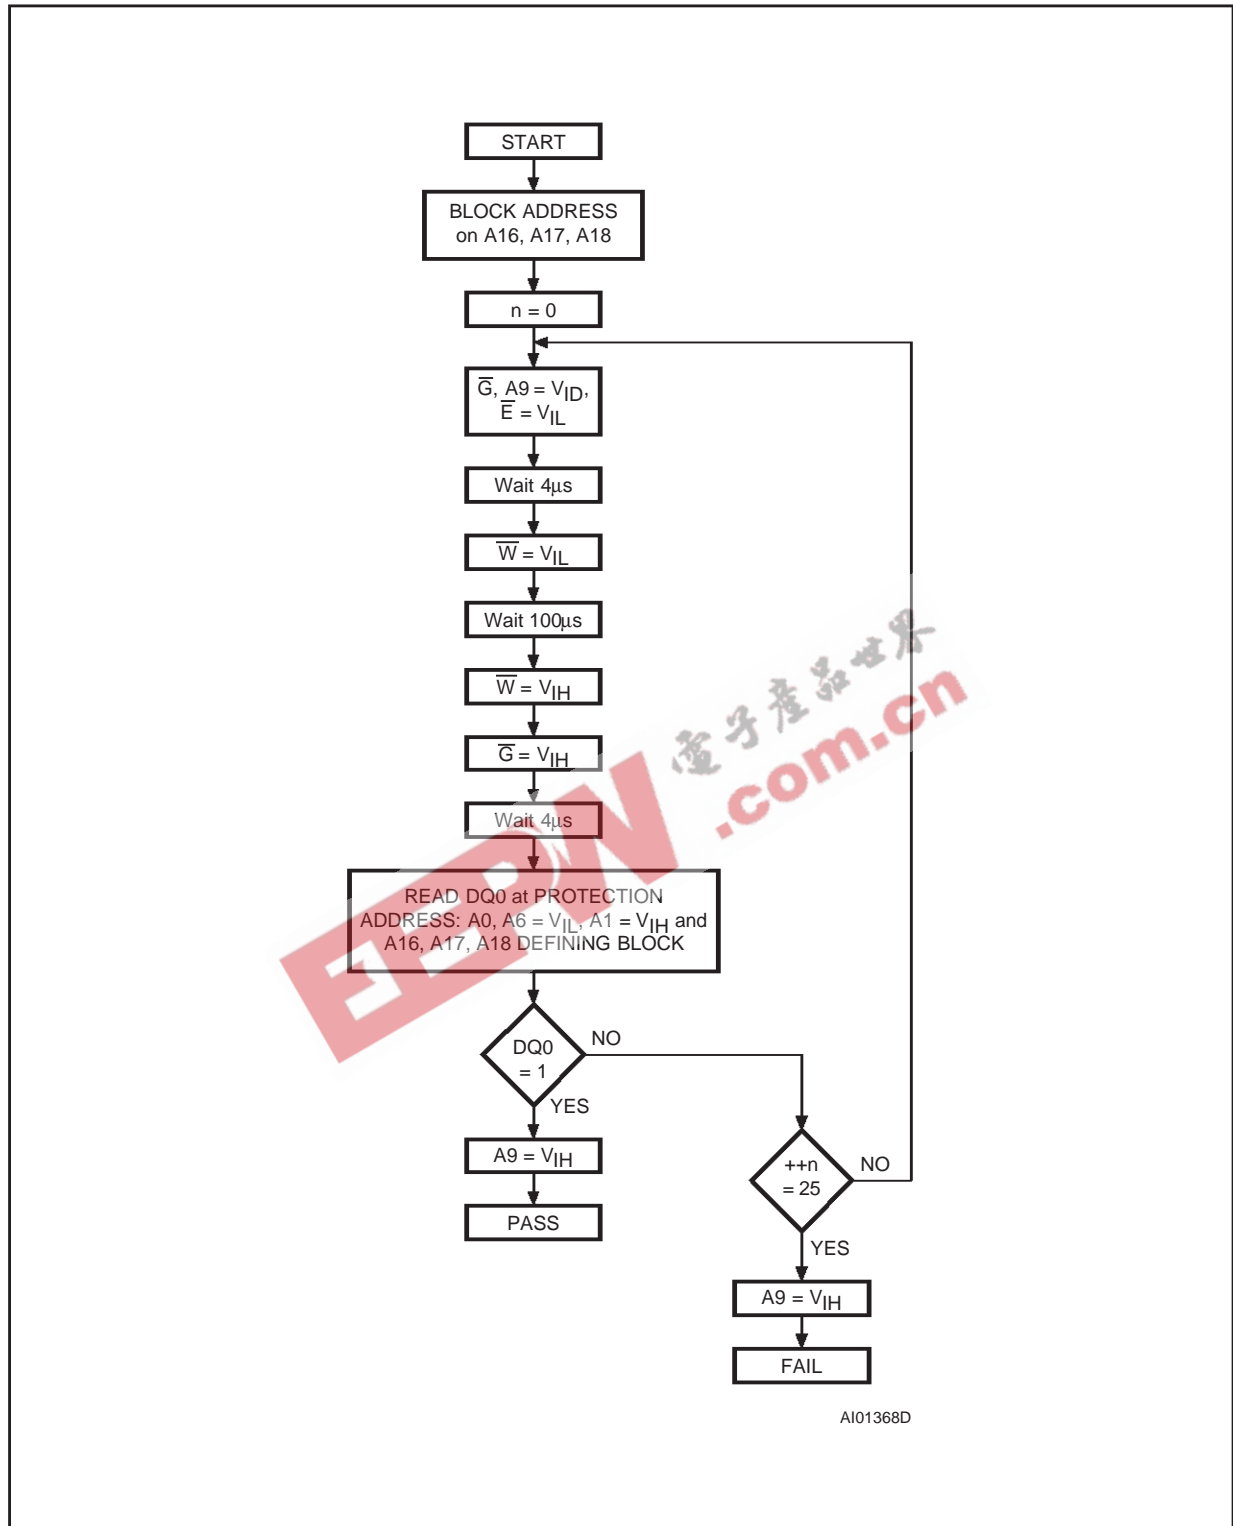 START
BLOCK ADDRESS
on A16, A17, A18
n = 0
G̅, A9 = VID,
E̅ = VIL
Wait 4µs
W̅ = VIL
Wait 100µs
W̅ = VIH
G̅ = VIH
Wait 4µs
READ DQ0 at PROTECTION
ADDRESS: A0, A6 = VIL, A1 = VIH and
A16, A17, A18 DEFINING BLOCK
DQ0
= 1
NO
YES
A9 = VIH
PASS
++n
= 25
NO
YES
A9 = VIH
FAIL
AI01368D
EEPW
電子產品世界
.com.cn